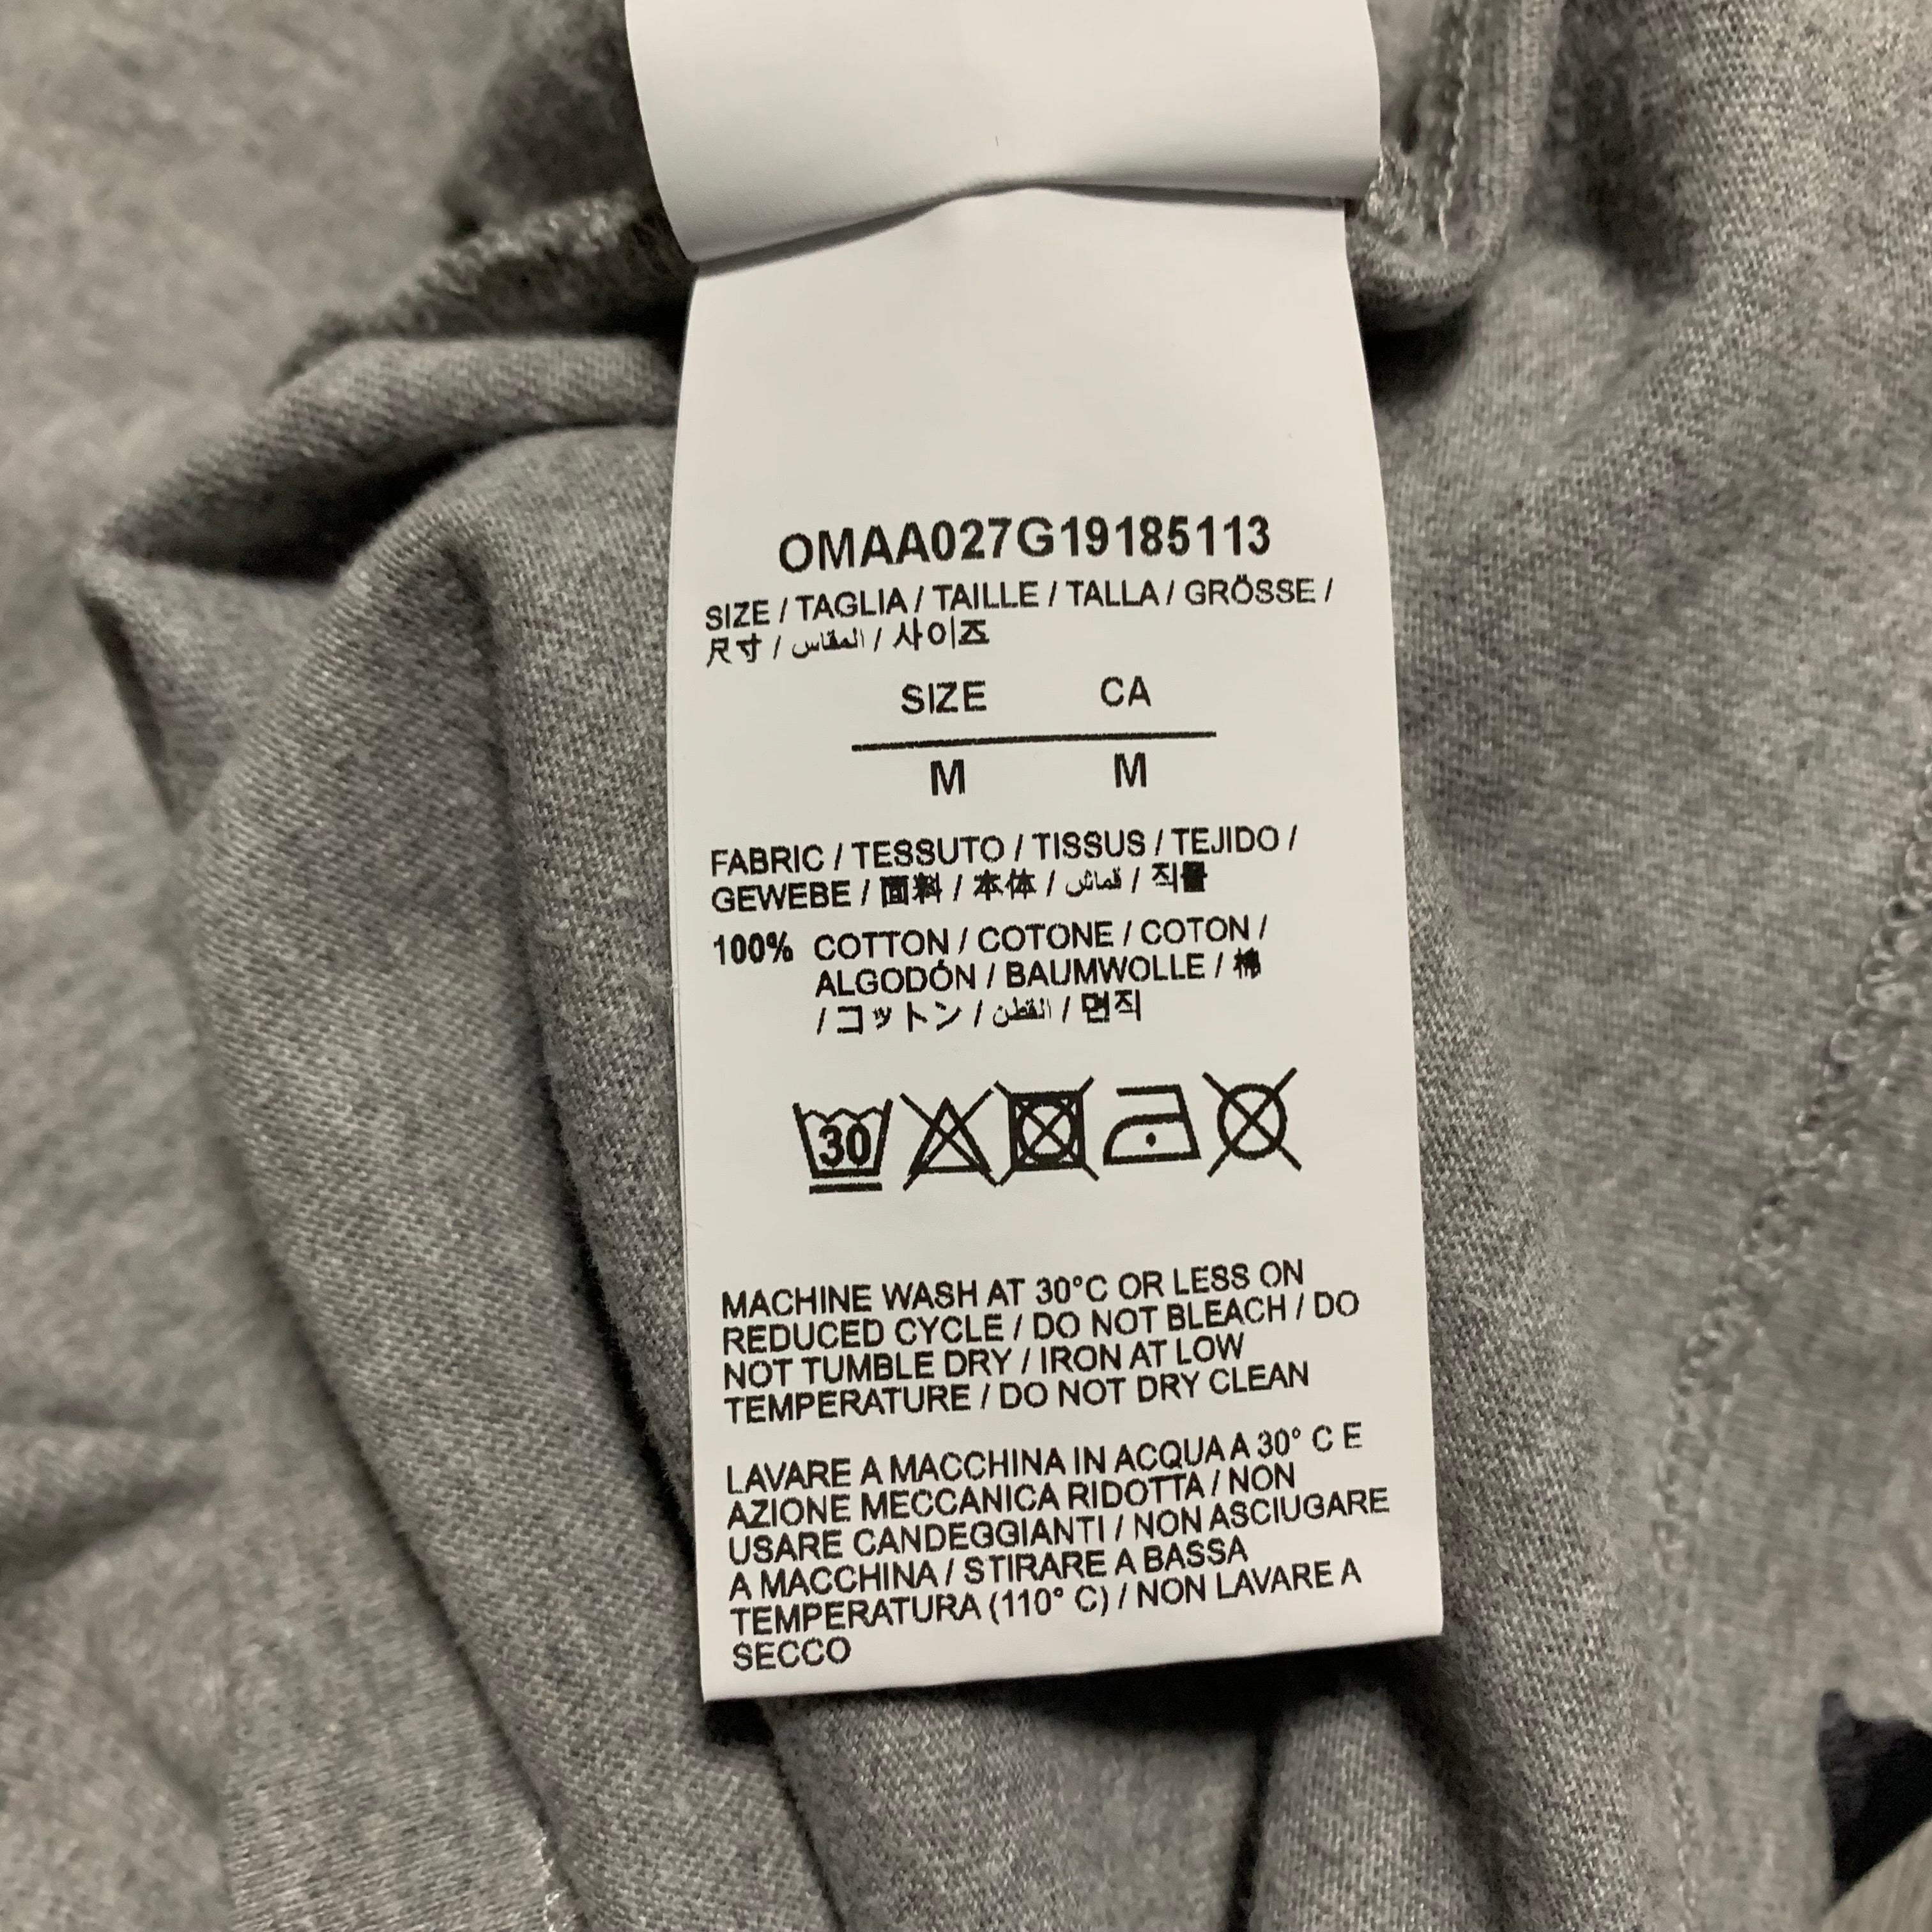 OMAA027G19185113
SIZE / TAGLIA / TAILLE / TALLA / GRÖSSE /
尺寸 / المقاس / 사이즈
SIZE CA
M M
FABRIC / TESSUTO / TISSUS / TEJIDO /
GEWEBE / 面料 / 本体 / قماش / 직물
100% COTTON / COTONE / COTON /
ALGODÓN / BAUMWOLLE / 棉
/ コットン / القطن / 면직
30
MACHINE WASH AT 30°C OR LESS ON
REDUCED CYCLE / DO NOT BLEACH / DO
NOT TUMBLE DRY / IRON AT LOW
TEMPERATURE / DO NOT DRY CLEAN
LAVARE A MACCHINA IN ACQUA A 30° C E
AZIONE MECCANICA RIDOTTA / NON
USARE CANDEGGIANTI / NON ASCIUGARE
A MACCHINA / STIRARE A BASSA
TEMPERATURA (110° C) / NON LAVARE A
SECCO